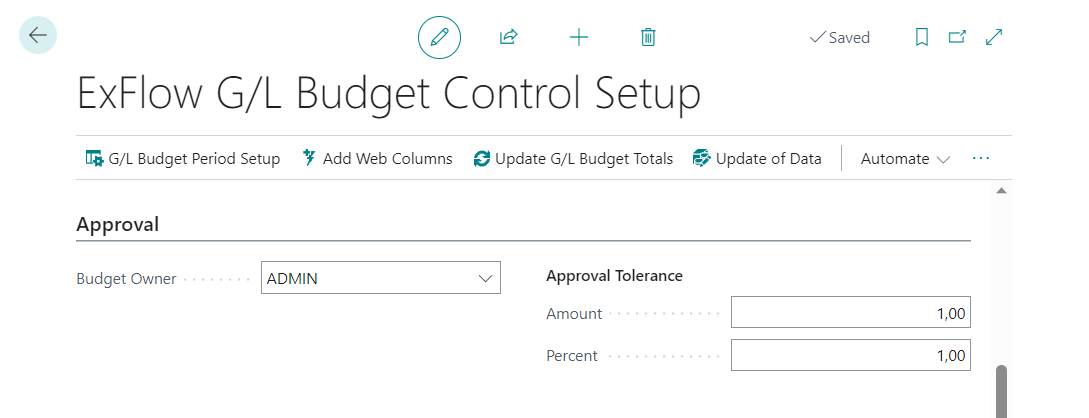 Saved
ExFlow G/L Budget Control Setup
G/L Budget Period Setup Add Web Columns Update G/L Budget Totals Update of Data Automate
Approval
Budget Owner ADMIN
Approval Tolerance
Amount 1,00
Percent 1,00